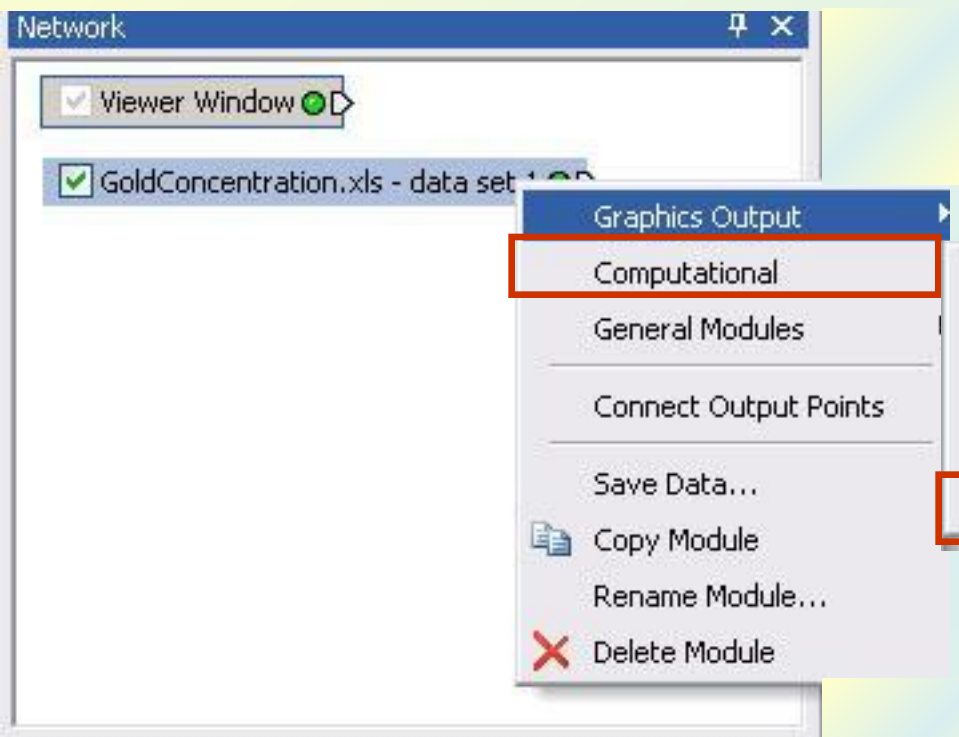 Network
Viewer Window
GoldConcentration.xls - data set 1
Graphics Output
Computational
General Modules
Connect Output Points
Save Data...
Copy Module
Rename Module...
Delete Module